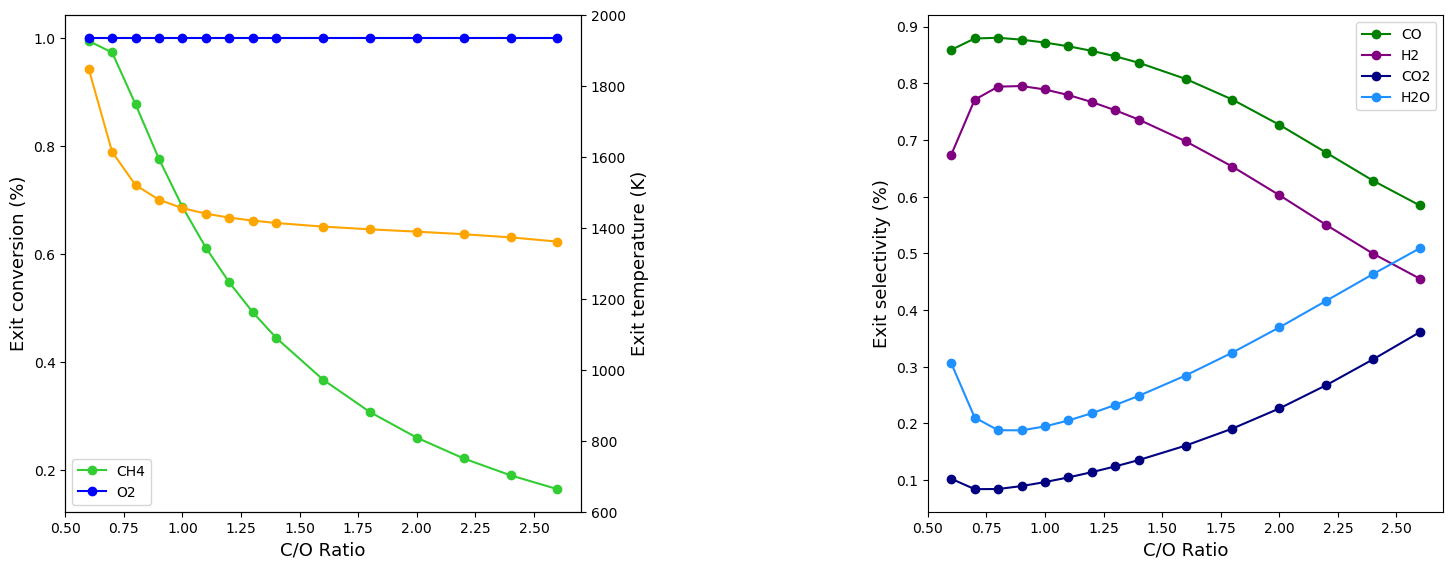 Exit conversion (%)
1.0
0.8
0.6
0.4
0.2
CH4
O2
0.50 0.75 1.00 1.25 1.50 1.75 2.00 2.25 2.50
C/O Ratio
2000
1800
1600
1400
1200
1000
800
600
Exit temperature (K)
Exit selectivity (%)
0.9
0.8
0.7
0.6
0.5
0.4
0.3
0.2
0.1
CO
H2
CO2
H2O
0.50 0.75 1.00 1.25 1.50 1.75 2.00 2.25 2.50
C/O Ratio